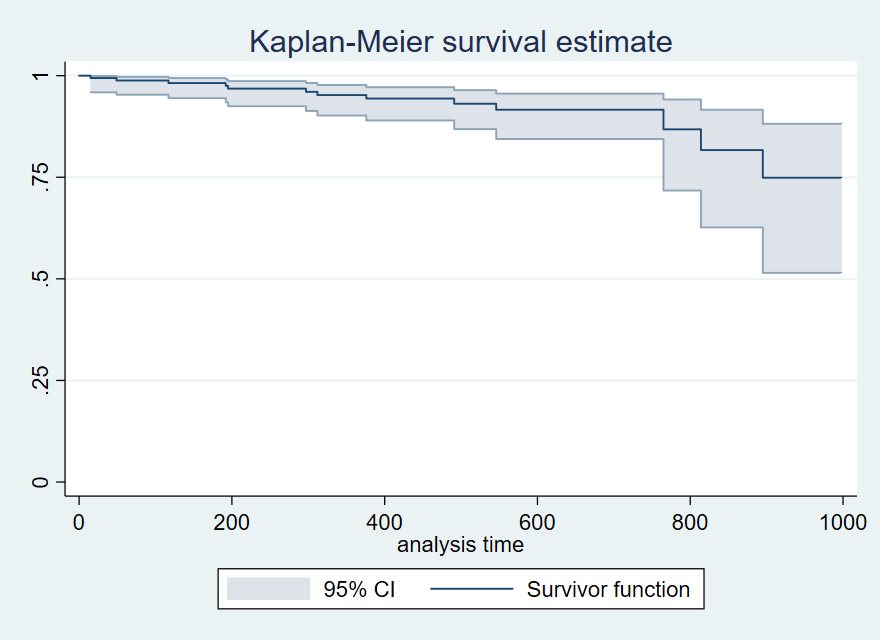 Kaplan-Meier survival estimate
1
.75
.5
.25
0
0 200 400 600 800 1000
analysis time
95% CI Survivor function